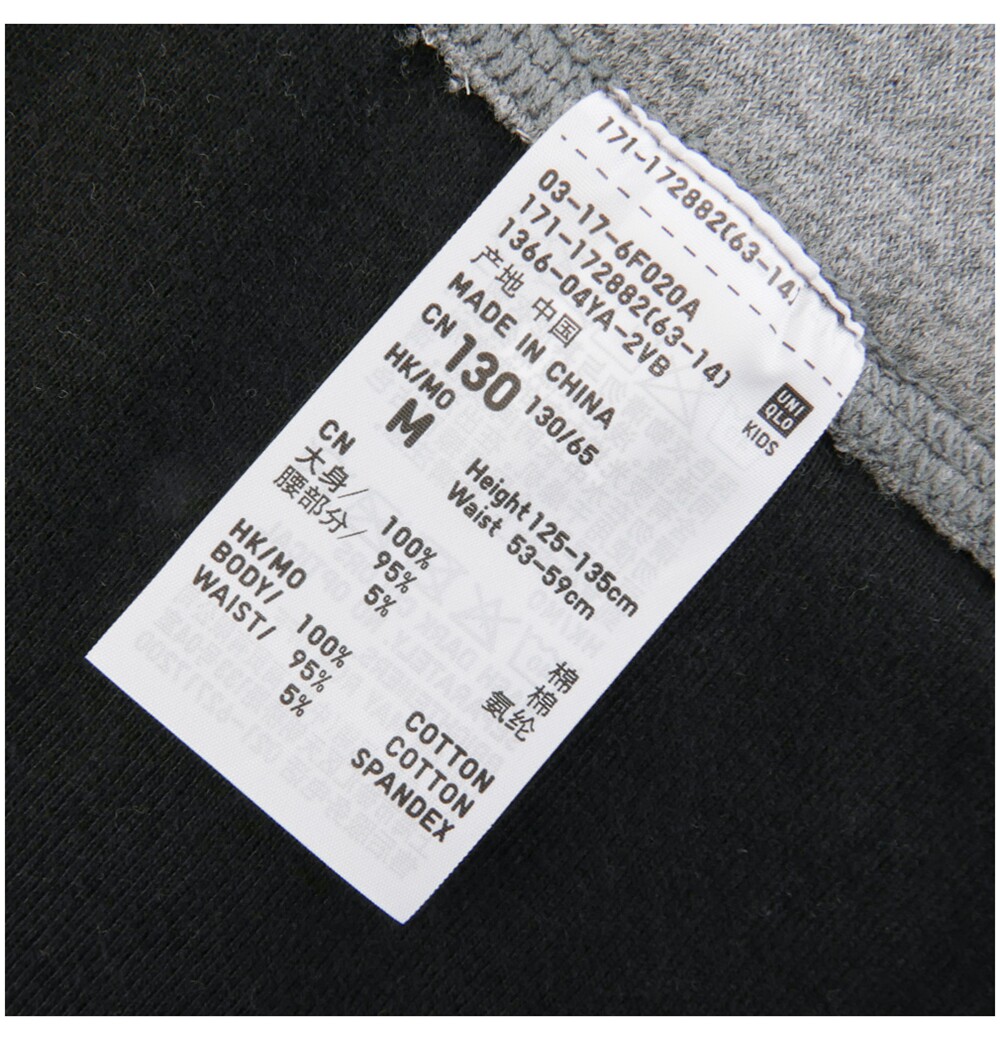 171-172882(63-14)
03-17-6F020A
171-172882(63-14)
1366-04YA-2VB
产地 中国
MADE IN CHINA
UNI
QLO
KIDS
CN 130 130/65
HK/MO
M
Height 125-135cm
Waist 53-59cm
CN
大身/ 100% 棉
腰部分/ 95% 棉
5% 氨纶
HK/MO
BODY/ 100% COTTON
WAIST/ 95% COTTON
5% SPANDEX